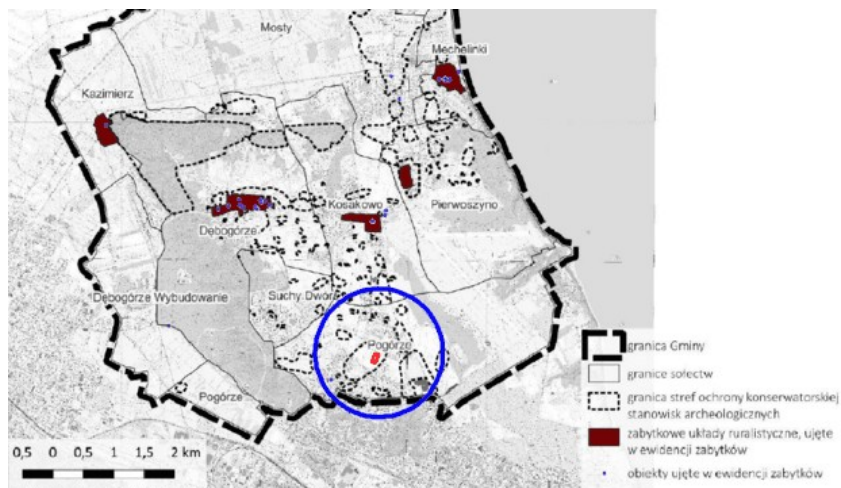 Mosty
Mechelinki
Kazimierz
Kosakowo
Pierwoszyno
Dębogórze
Dębogórze Wybudowanie
Suchy Dwór
Pogórze
Pogórze
0,5 0 0,5 1 1,5 2 km
granica Gminy
granice sołectw
granica stref ochrony konserwatorskiej
stanowisk archeologicznych
zabytkowe układy ruralistyczne, ujęte
w ewidencji zabytków
obiekty ujęte w ewidencji zabytków